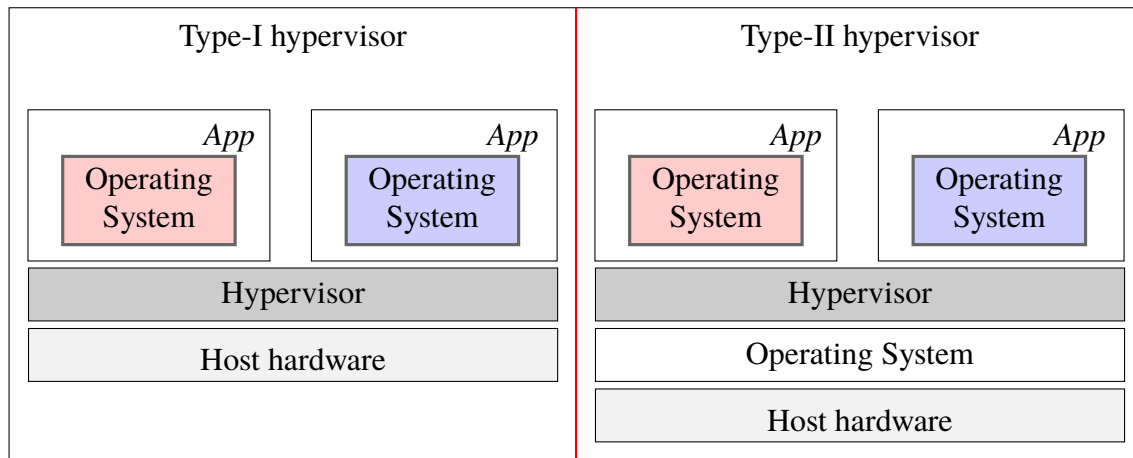 Type-I hypervisor
App
Operating
System
App
Operating
System
Hypervisor
Host hardware
Type-II hypervisor
App
Operating
System
App
Operating
System
Hypervisor
Operating System
Host hardware